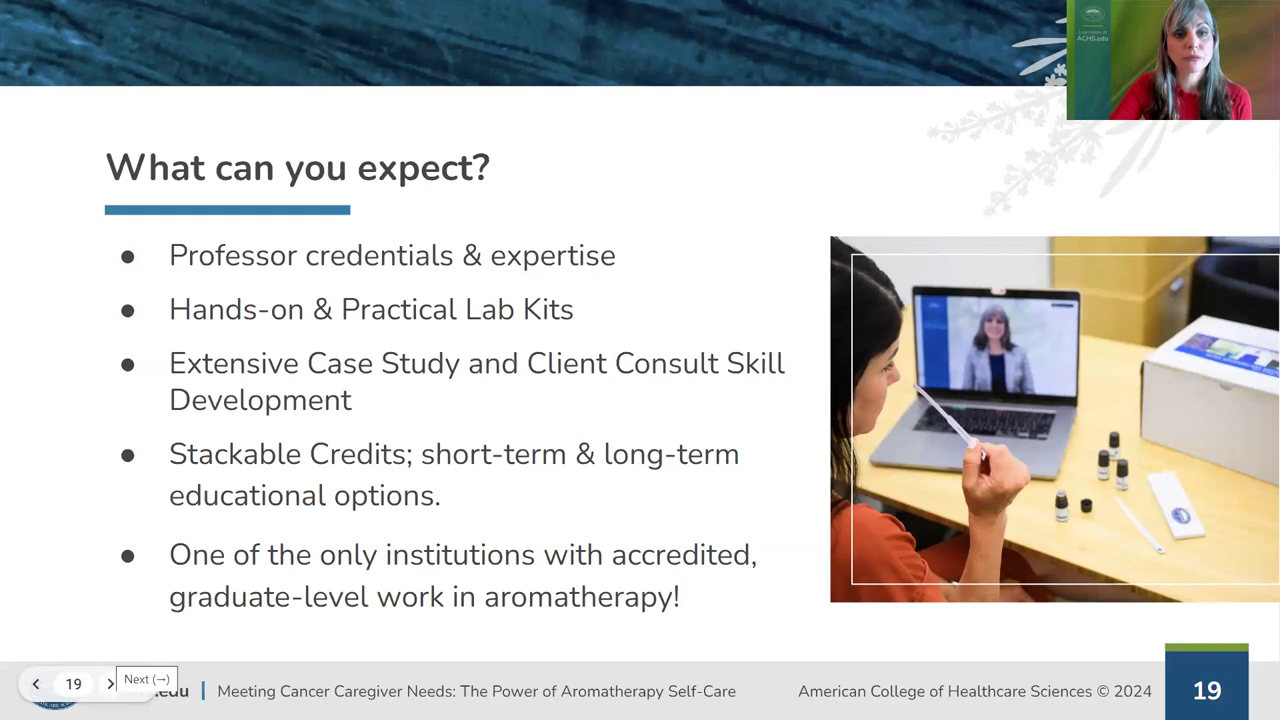 ACHS.edu
What can you expect?
● Professor credentials & expertise
● Hands-on & Practical Lab Kits
● Extensive Case Study and Client Consult Skill
Development
● Stackable Credits; short-term & long-term
educational options.
● One of the only institutions with accredited,
graduate-level work in aromatherapy!
19
Next (→)
.edu
Meeting Cancer Caregiver Needs: The Power of Aromatherapy Self-Care
American College of Healthcare Sciences © 2024
19